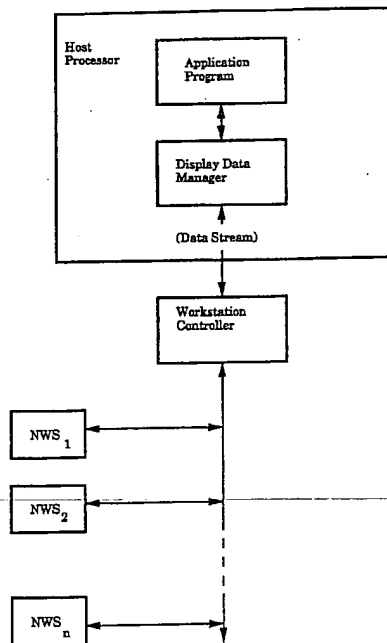 Host
Processor
Application
Program
Display Data
Manager
(Data Stream)
Workstation
Controller
NWS 1
NWS 2
NWS n